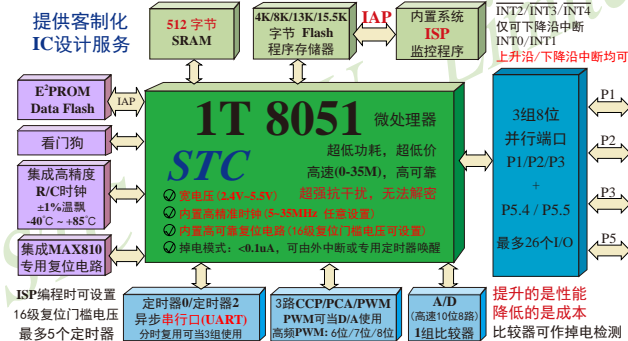 提供客制化
IC设计服务
512 字节
SRAM
4K/8K/13K/15.5K
字节 Flash
程序存储器
IAP
内置系统
ISP
监控程序
INT2/INT3/INT4
仅可下降沿中断
INT0/INT1
上升沿/下降沿中断均可
E²PROM
Data Flash
IAP
看门狗
集成高精度
R/C时钟
±1%温飘
-40℃ ~ +85℃
集成MAX810
专用复位电路
1T 8051 微处理器
STC
超低功耗，超低价
高速(0-35M)，高可靠
超强抗干扰，无法解密
宽电压(2.4V~5.5V)
内置高精准时钟(5~35MHz 任意设置)
内置高可靠复位电路(16级复位门槛电压可设置)
掉电模式：<0.1uA，可由外中断或专用定时器唤醒
3组8位
并行端口
P1/P2/P3
+
P5.4 / P5.5
最多26个I/O
P1
P2
P3
P5
ISP编程时可设置
16级复位门槛电压
最多5个定时器
定时器0/定时器2
异步串行口(UART)
分时复用可当3组使用
3路CCP/PCA/PWM
PWM可当D/A使用
高频PWM: 6位/7位/8位
A/D
(高速10位8路)
1组比较器
提升的是性能
降低的是成本
比较器可作掉电检测